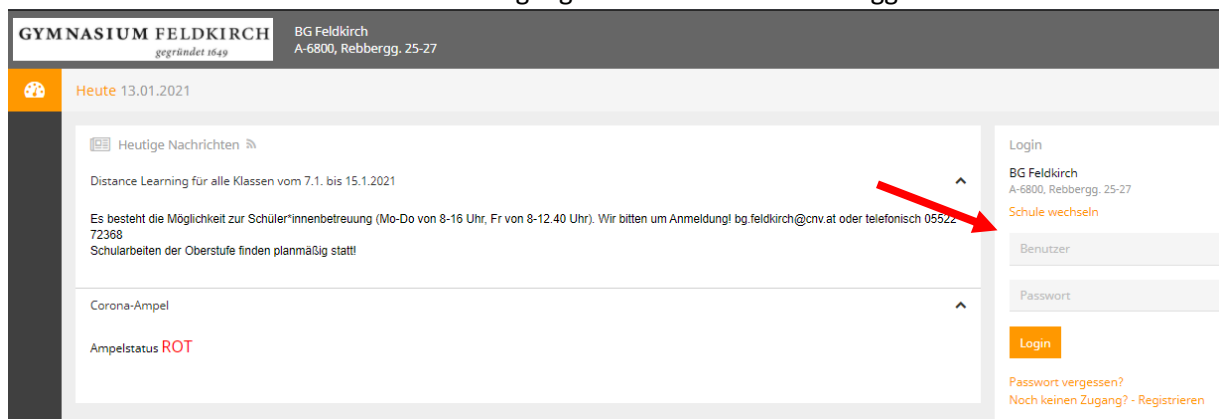 GYMNASIUM FELDKIRCH
gegründet 1649
BG Feldkirch
A-6800, Rebbergg. 25-27
Heute 13.01.2021
Heutige Nachrichten
Distance Learning für alle Klassen vom 7.1. bis 15.1.2021
Es besteht die Möglichkeit zur Schüler*innenbetreuung (Mo-Do von 8-16 Uhr, Fr von 8-12.40 Uhr). Wir bitten um Anmeldung! bg.feldkirch@cnv.at oder telefonisch 05522
72368
Schularbeiten der Oberstufe finden planmäßig statt!
Corona-Ampel
Ampelstatus ROT
Login
BG Feldkirch
A-6800, Rebbergg. 25-27
Schule wechseln
Benutzer
Passwort
Login
Passwort vergessen?
Noch keinen Zugang? - Registrieren